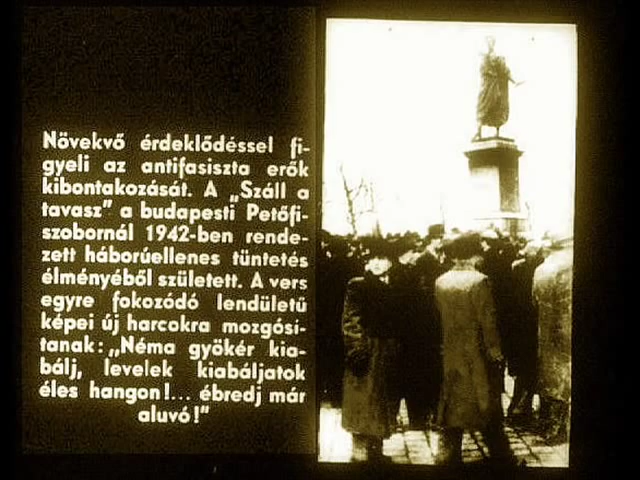 Növekvő érdeklődéssel fi-
gyeli az antifasiszta erők
kibontakozását. A „Száll a
tavasz” a budapesti Petőfi-
szobornál 1942-ben rende-
zett háborúellenes tüntetés
élményéből született. A vers
egyre fokozódó lendületű
képei új harcokra mozgósí-
tanak: „Néma gyökér kia-
bálj, levelek kiabáljatok
éles hangon!... ébredj már
aluvó!”